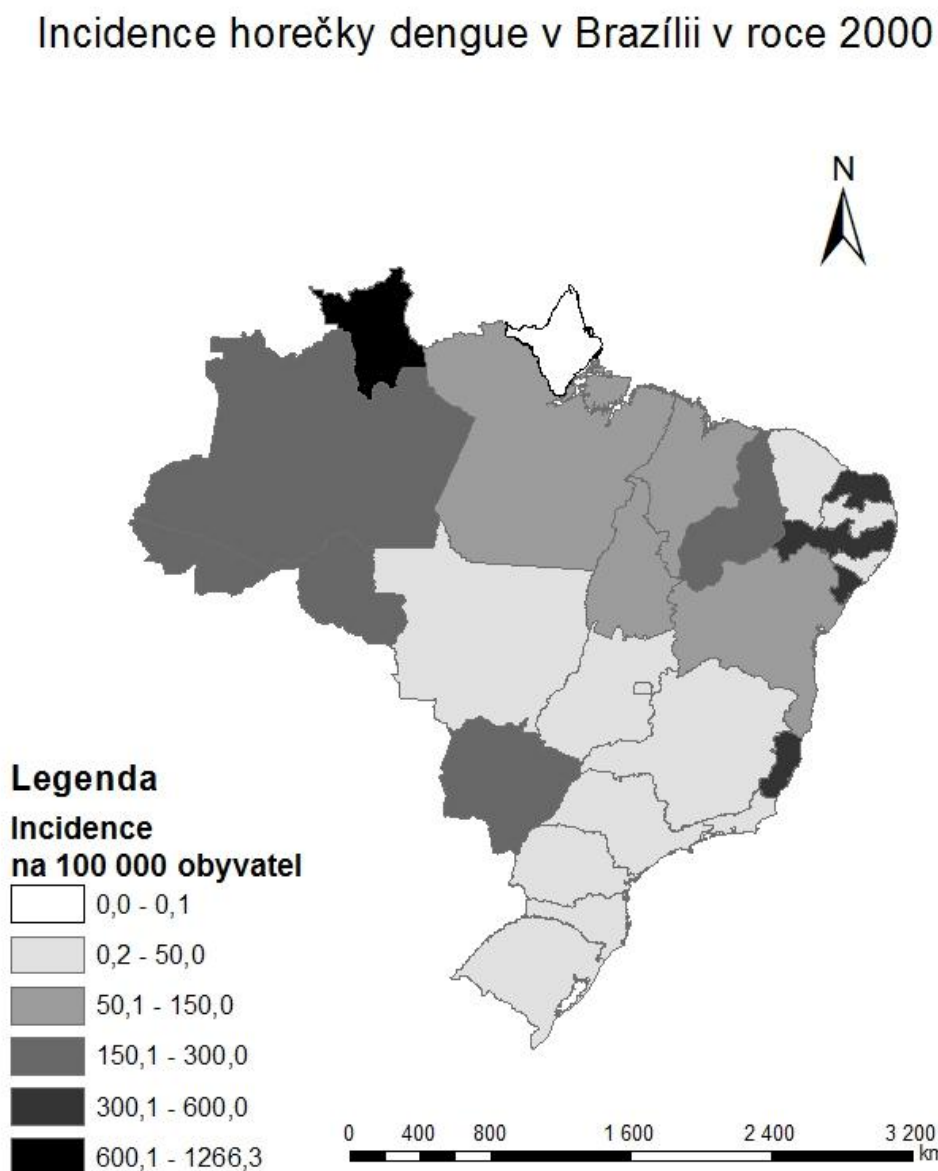 Incidence horečky dengue v Brazílii v roce 2000
N
Legenda
Incidence
na 100 000 obyvatel
0,0 - 0,1
0,2 - 50,0
50,1 - 150,0
150,1 - 300,0
300,1 - 600,0
600,1 - 1266,3
0 400 800 1 600 2 400 3 200
km